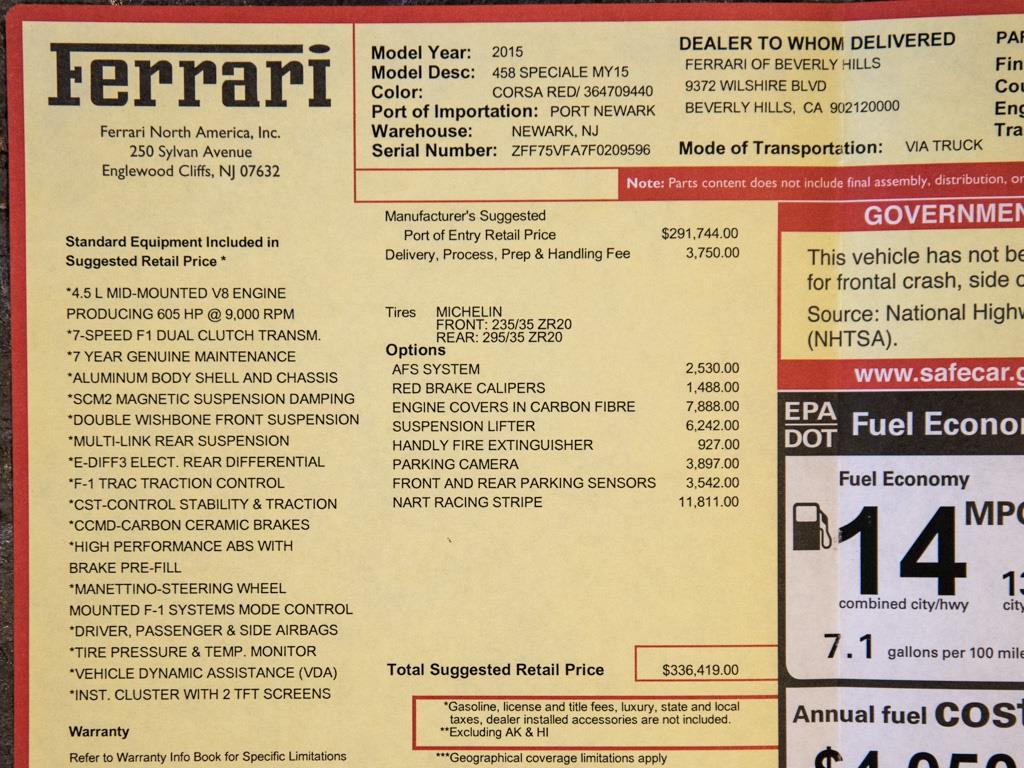 Ferrari
Ferrari North America, Inc.
250 Sylvan Avenue
Englewood Cliffs, NJ 07632
Model Year: 2015
Model Desc: 458 SPECIALE MY15
Color: CORSA RED/ 364709440
Port of Importation: PORT NEWARK
Warehouse: NEWARK, NJ
Serial Number: ZFF75VFA7F0209596
DEALER TO WHOM DELIVERED
FERRARI OF BEVERLY HILLS
9372 WILSHIRE BLVD
BEVERLY HILLS, CA 902120000
Mode of Transportation: VIA TRUCK
Note: Parts content does not include final assembly, distribution, or
Standard Equipment Included in
Suggested Retail Price *
*4.5 L MID-MOUNTED V8 ENGINE
PRODUCING 605 HP @ 9,000 RPM
*7-SPEED F1 DUAL CLUTCH TRANSM.
*7 YEAR GENUINE MAINTENANCE
*ALUMINUM BODY SHELL AND CHASSIS
*SCM2 MAGNETIC SUSPENSION DAMPING
*DOUBLE WISHBONE FRONT SUSPENSION
*MULTI-LINK REAR SUSPENSION
*E-DIFF3 ELECT. REAR DIFFERENTIAL
*F-1 TRAC TRACTION CONTROL
*CST-CONTROL STABILITY & TRACTION
*CCMD-CARBON CERAMIC BRAKES
*HIGH PERFORMANCE ABS WITH
BRAKE PRE-FILL
*MANETTINO-STEERING WHEEL
MOUNTED F-1 SYSTEMS MODE CONTROL
*DRIVER, PASSENGER & SIDE AIRBAGS
*TIRE PRESSURE & TEMP. MONITOR
*VEHICLE DYNAMIC ASSISTANCE (VDA)
*INST. CLUSTER WITH 2 TFT SCREENS
Warranty
Refer to Warranty Info Book for Specific Limitations
Manufacturer's Suggested
Port of Entry Retail Price $291,744.00
Delivery, Process, Prep & Handling Fee 3,750.00
Tires MICHELIN
FRONT: 235/35 ZR20
REAR: 295/35 ZR20
Options
AFS SYSTEM 2,530.00
RED BRAKE CALIPERS 1,488.00
ENGINE COVERS IN CARBON FIBRE 7,888.00
SUSPENSION LIFTER 6,242.00
HANDLY FIRE EXTINGUISHER 927.00
PARKING CAMERA 3,897.00
FRONT AND REAR PARKING SENSORS 3,542.00
NART RACING STRIPE 11,811.00
Total Suggested Retail Price $336,419.00
*Gasoline, license and title fees, luxury, state and local
taxes, dealer installed accessories are not included.
**Excluding AK & HI
***Geographical coverage limitations apply
GOVERNMEN
This vehicle has not be
for frontal crash, side
Source: National Highw
(NHTSA).
www.safecar.g
EPA
DOT
Fuel Econo
Fuel Economy
14 MPG
combined city/hwy city
7.1 gallons per 100 mile
Annual fuel cost